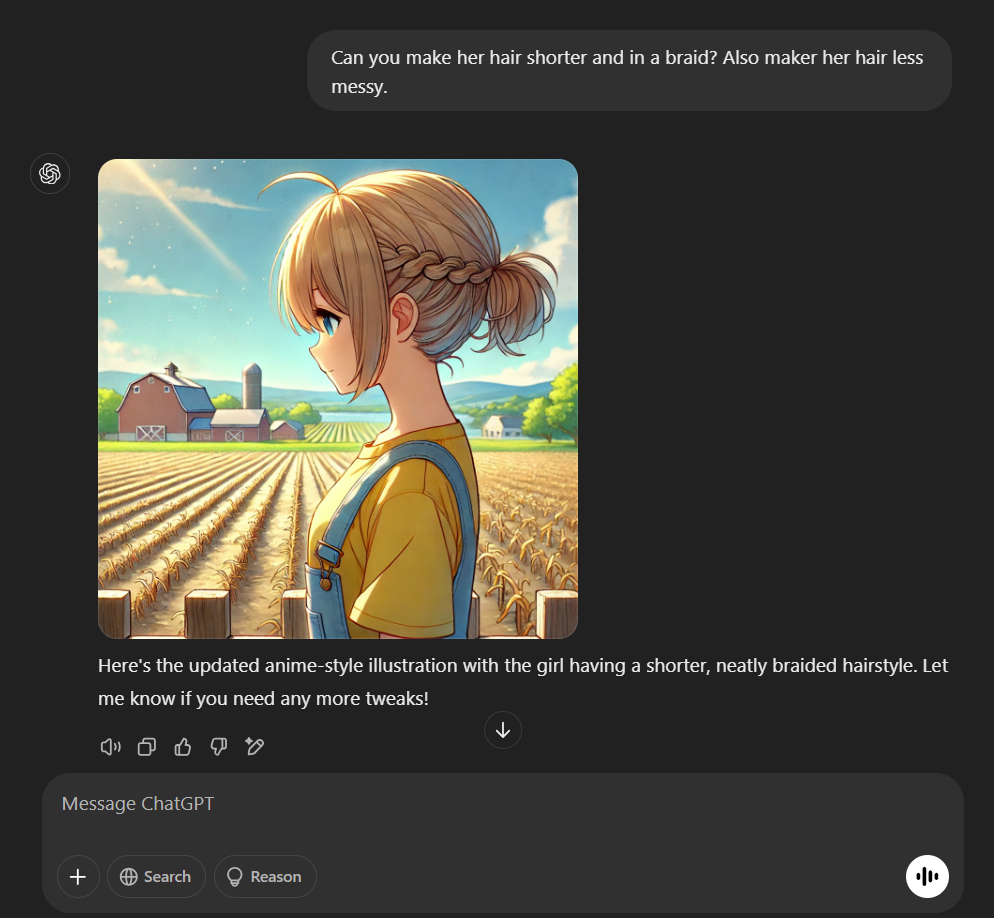 Can you make her hair shorter and in a braid? Also maker her hair less
messy.
Here's the updated anime-style illustration with the girl having a shorter, neatly braided hairstyle. Let
me know if you need any more tweaks!
Message ChatGPT
Search
Reason